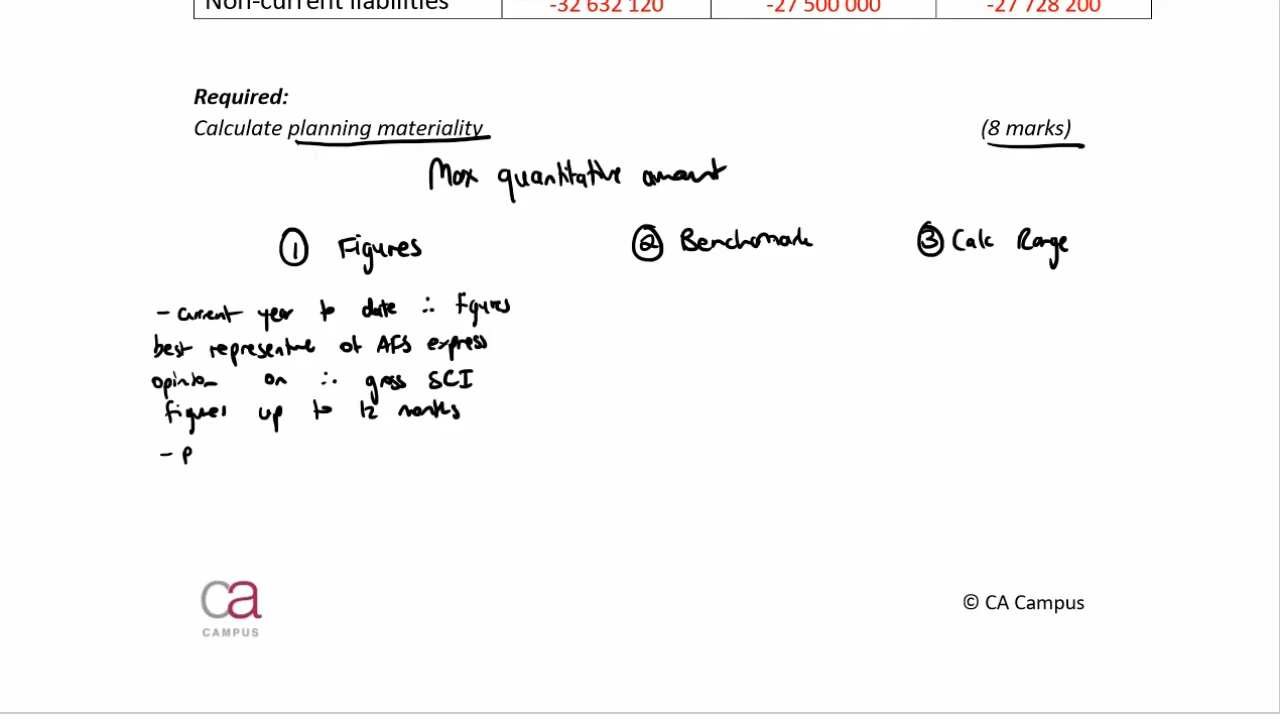 Non-current liabilities -32 632 120 -27 500 000 -27 728 200
Required:
Calculate planning materiality (8 marks)
Max quantitative amount
① Figures ② Benchmark ③ Calc Range
- current year to date ∴ figures
best representive of AFS express
opinion on ∴ gross SCI
figures up to 12 months
- P
ca
CAMPUS
© CA Campus